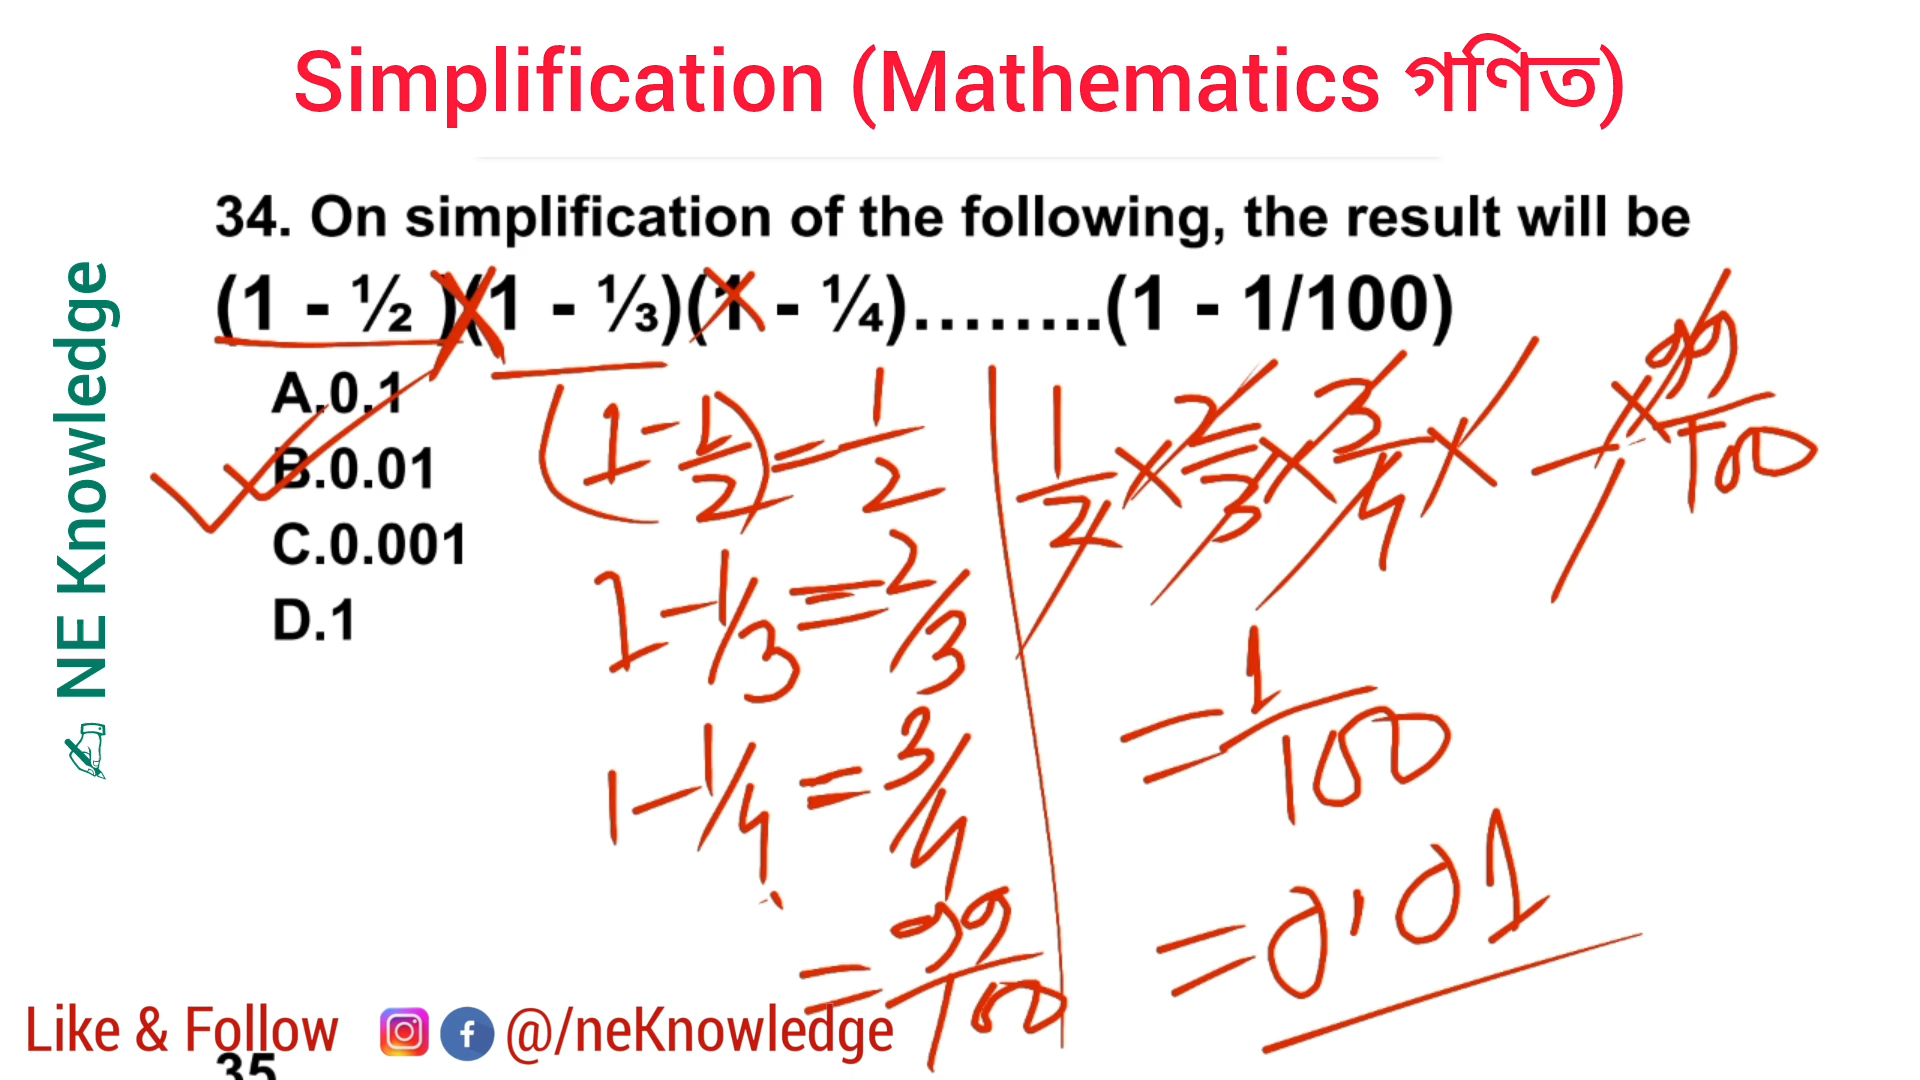 Simplification (Mathematics গণিত)
34. On simplification of the following, the result will be
(1 - ½ )(1 - ⅓)(1 - ¼)……..(1 - 1/100)
A.0.1
B.0.01
C.0.001
D.1
(1-1/2)=1/2
1-1/3=2/3
1-1/4=3/4
=99/100
1/2×2/3×3/4×-×99/100
=1/100
=0.01
✍ NE Knowledge
Like & Follow @/neKnowledge
35